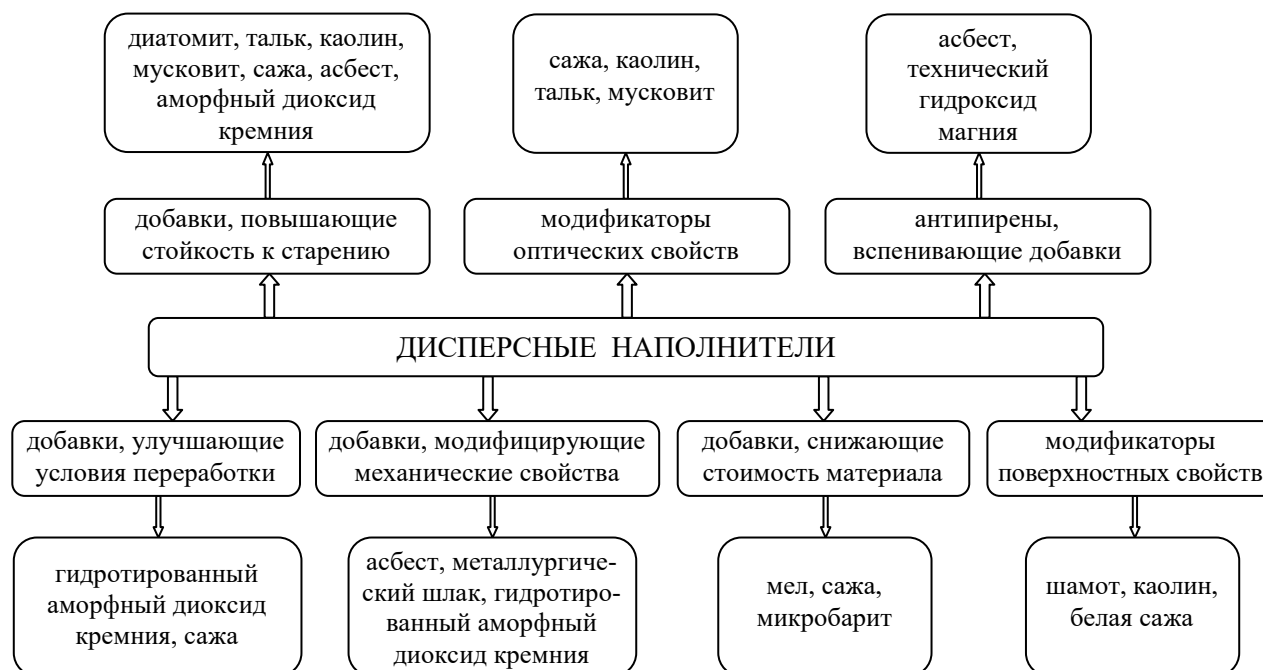 диатомит, тальк, каолин,
мусковит, сажа, асбест,
аморфный диоксид
кремния
сажа, каолин,
тальк, мусковит
асбест,
технический
гидроксид
магния
добавки, повышающие
стойкость к старению
модификаторы
оптических свойств
антипирены,
вспенивающие добавки
ДИСПЕРСНЫЕ НАПОЛНИТЕЛИ
добавки, улучшающие
условия переработки
добавки, модифицирующие
механические свойства
добавки, снижающие
стоимость материала
модификаторы
поверхностных свойств
гидротированный
аморфный диоксид
кремния, сажа
асбест, металлургиче-
ский шлак, гидротиро-
ванный аморфный
диоксид кремния
мел, сажа,
микробарит
шамот, каолин,
белая сажа